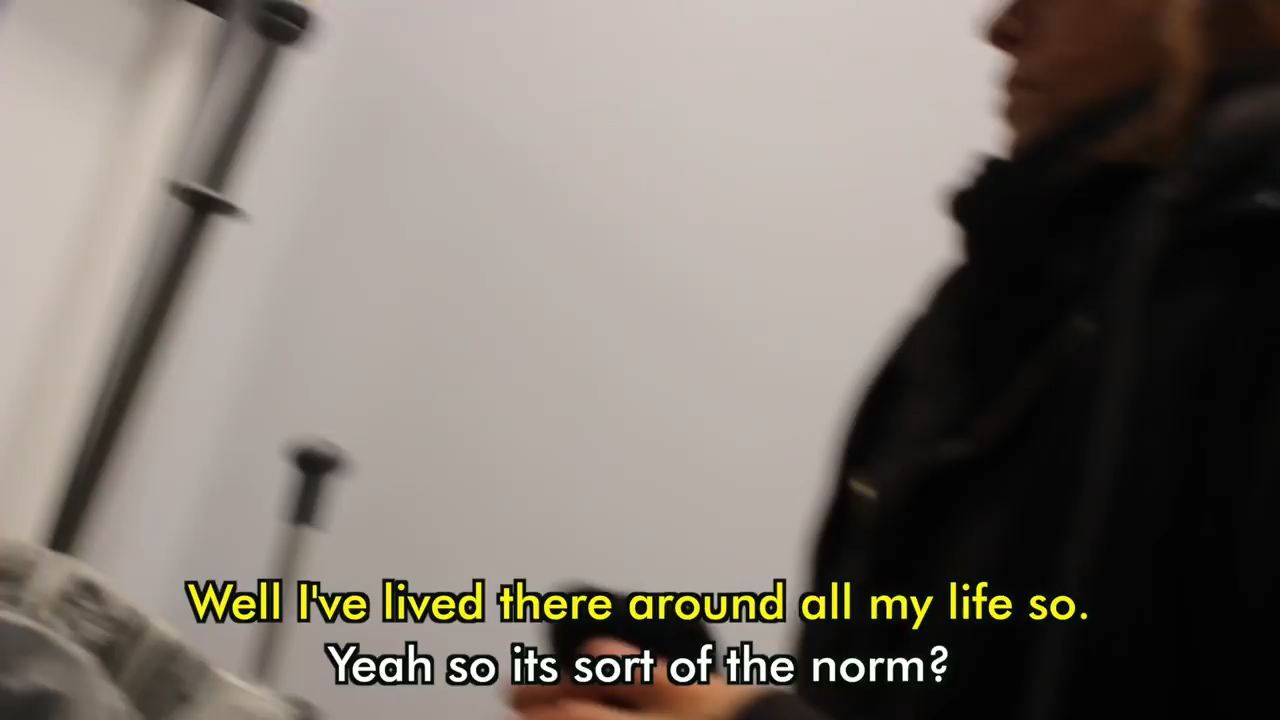 Well I've lived there around all my life so.
Yeah so its sort of the norm?